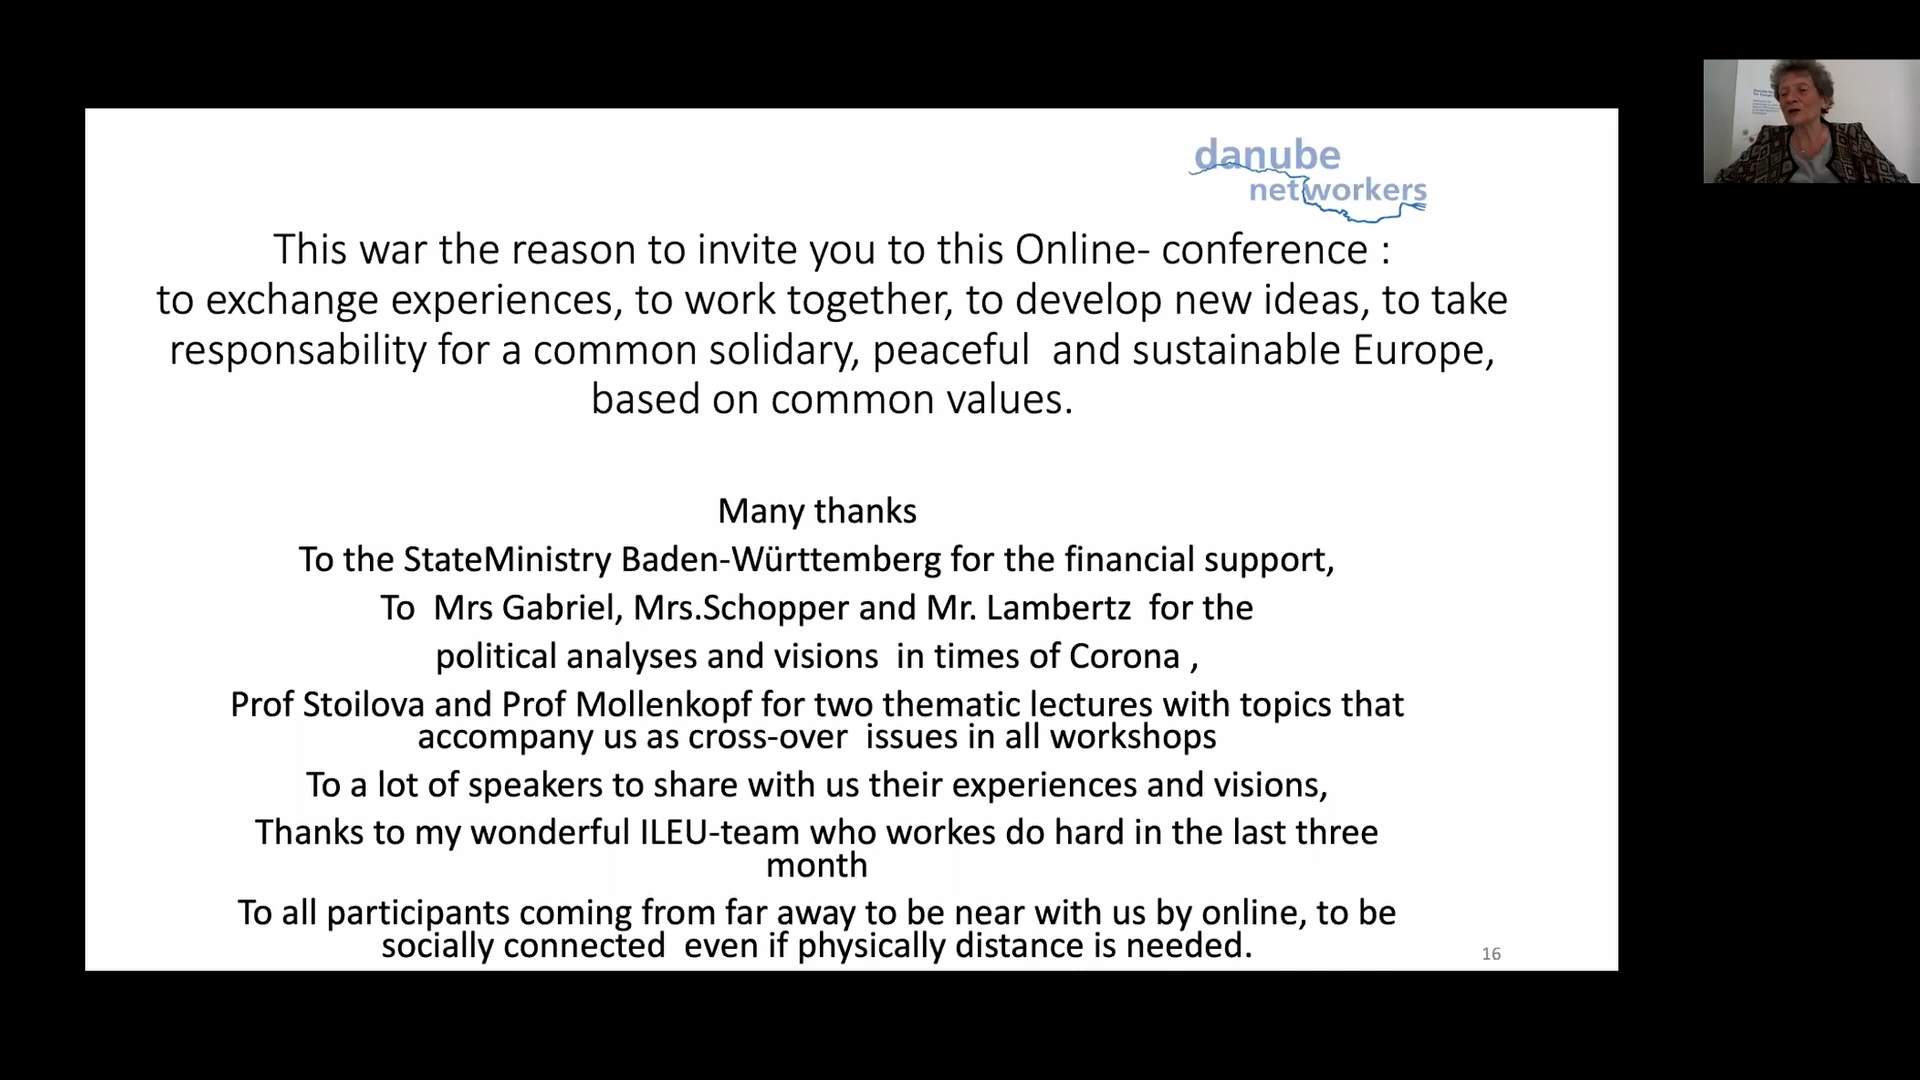 danube
networkers
This war the reason to invite you to this Online- conference :
to exchange experiences, to work together, to develop new ideas, to take
responsability for a common solidary, peaceful  and sustainable Europe,
based on common values.
Many thanks
To the StateMinistry Baden-Württemberg for the financial support,
To  Mrs Gabriel, Mrs.Schopper and Mr. Lambertz  for the
political analyses and visions  in times of Corona ,
Prof Stoilova and Prof Mollenkopf for two thematic lectures with topics that
accompany us as cross-over  issues in all workshops
To a lot of speakers to share with us their experiences and visions,
Thanks to my wonderful ILEU-team who workes do hard in the last three
month
To all participants coming from far away to be near with us by online, to be
socially connected  even if physically distance is needed.
16